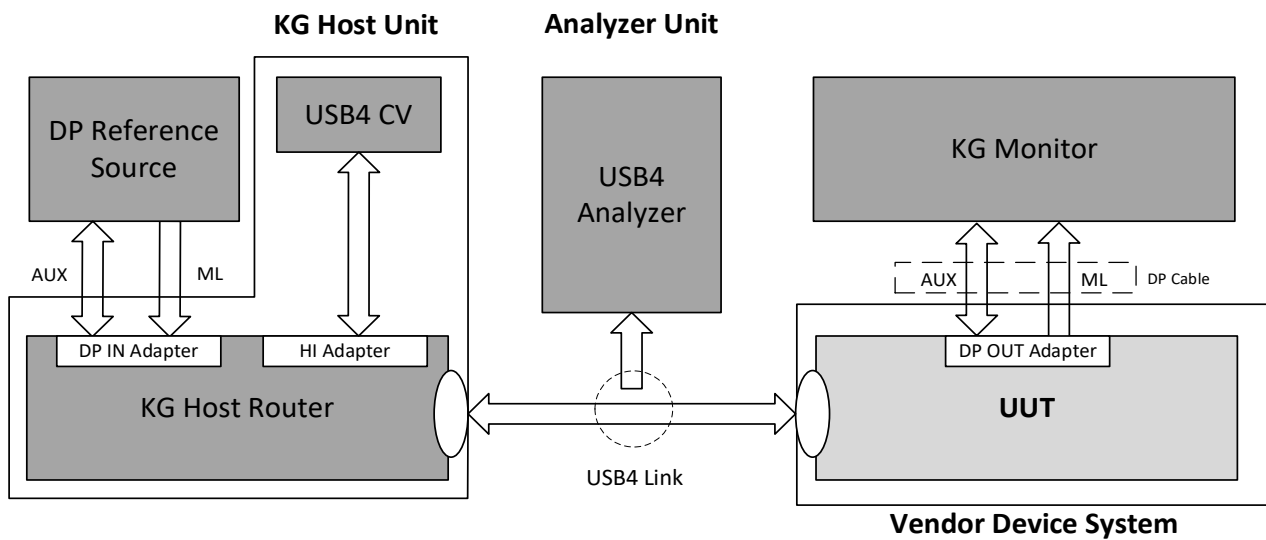 KG Host Unit
Analyzer Unit
DP Reference
Source
USB4 CV
USB4
Analyzer
KG Monitor
AUX
ML
AUX
ML
DP Cable
DP IN Adapter
HI Adapter
DP OUT Adapter
KG Host Router
UUT
USB4 Link
Vendor Device System